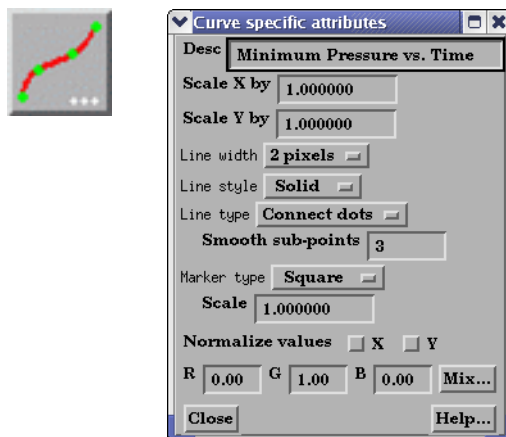 Curve specific attributes
Desc Minimum Pressure vs. Time
Scale X by 1.000000
Scale Y by 1.000000
Line width 2 pixels
Line style Solid
Line type Connect dots
Smooth sub-points 3
Marker type Square
Scale 1.000000
Normalize values X Y
R 0.00 G 1.00 B 0.00 Mix...
Close Help...